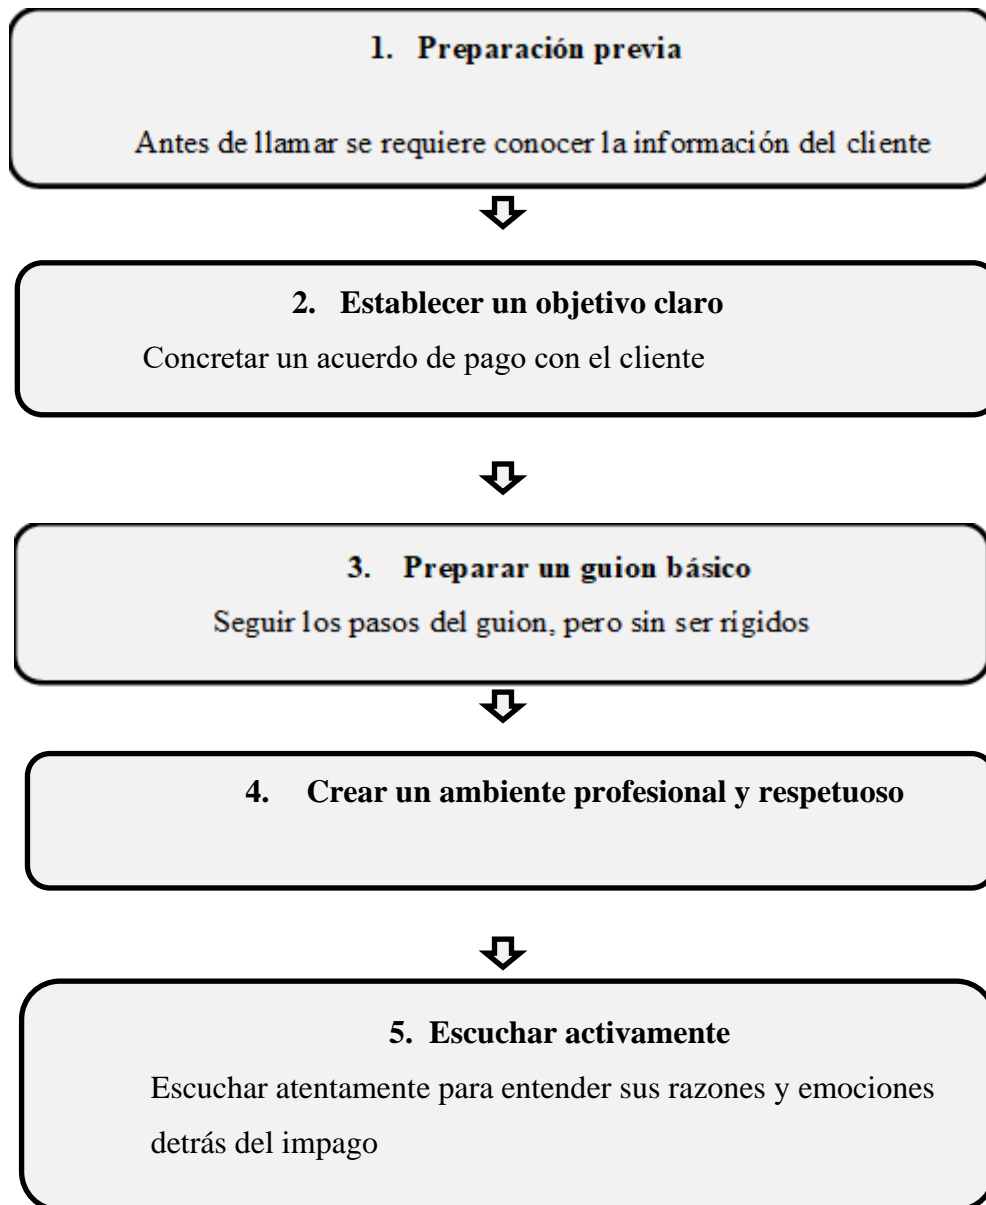 1. Preparación previa
Antes de llamar se requiere conocer la información del cliente
2. Establecer un objetivo claro
Concretar un acuerdo de pago con el cliente
3. Preparar un guion básico
Seguir los pasos del guion, pero sin ser rígidos
4. Crear un ambiente profesional y respetuoso
5. Escuchar activamente
Escuchar atentamente para entender sus razones y emociones
detrás del impago